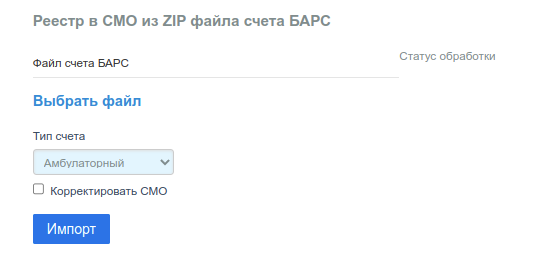 Реестр в СМО из ZIP файла счета БАРС
Файл счета БАРС
Статус обработки
Выбрать файл
Тип счета
Амбулаторный
Корректировать СМО
Импорт